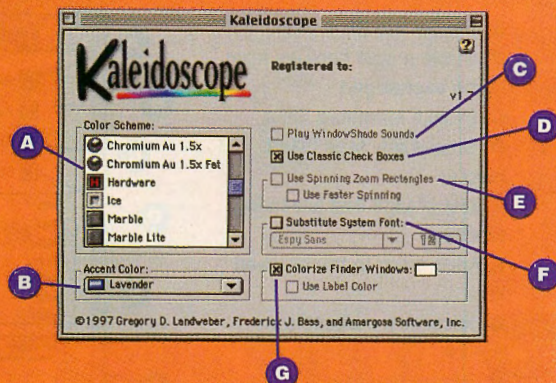 Kaleidoscope
Kaleidoscope
Registered to:
?
v1.7
Color Scheme:
Chromium Au 1.5x
Chromium Au 1.5x Fat
H Hardware
Ice
Marble
Marble Lite
Accent Color:
Lavender
Play WindowShade Sounds
Use Classic Check Boxes
Use Spinning Zoom Rectangles
Use Faster Spinning
Substitute System Font:
Espy Sans
Colorize Finder Windows:
Use Label Color
©1997 Gregory D. Landweber, Frederick J. Bass, and Amargosa Software, Inc.
A
B
C
D
E
F
G